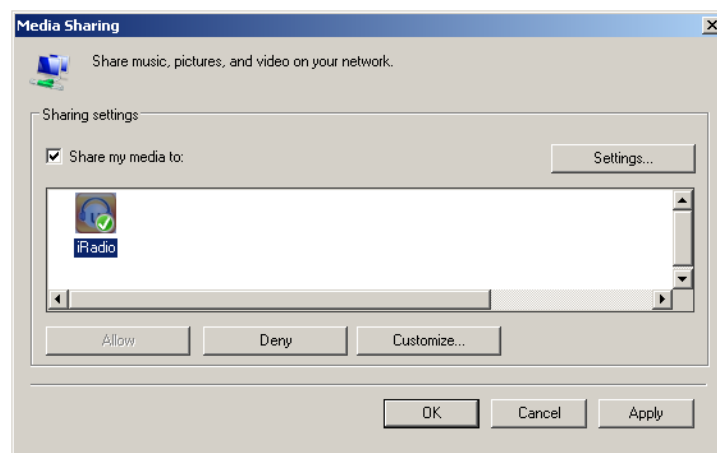 Media Sharing
Share music, pictures, and video on your network.
Sharing settings
Share my media to:
Settings...
iRadio
Allow
Deny
Customize...
OK
Cancel
Apply